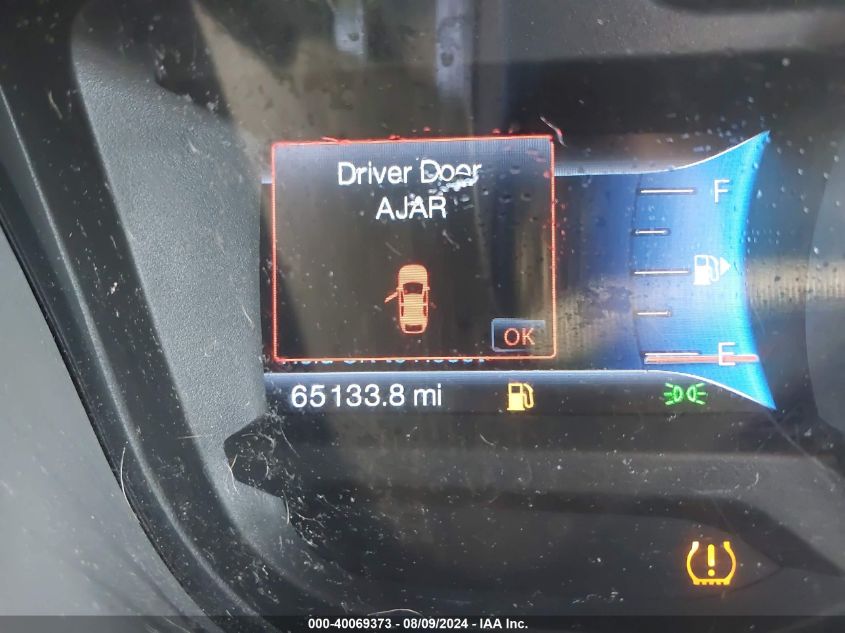 Driver Door
AJAR
F
OK
E
65133.8 mi
000-40069373 - 08/09/2024 - IAA Inc.